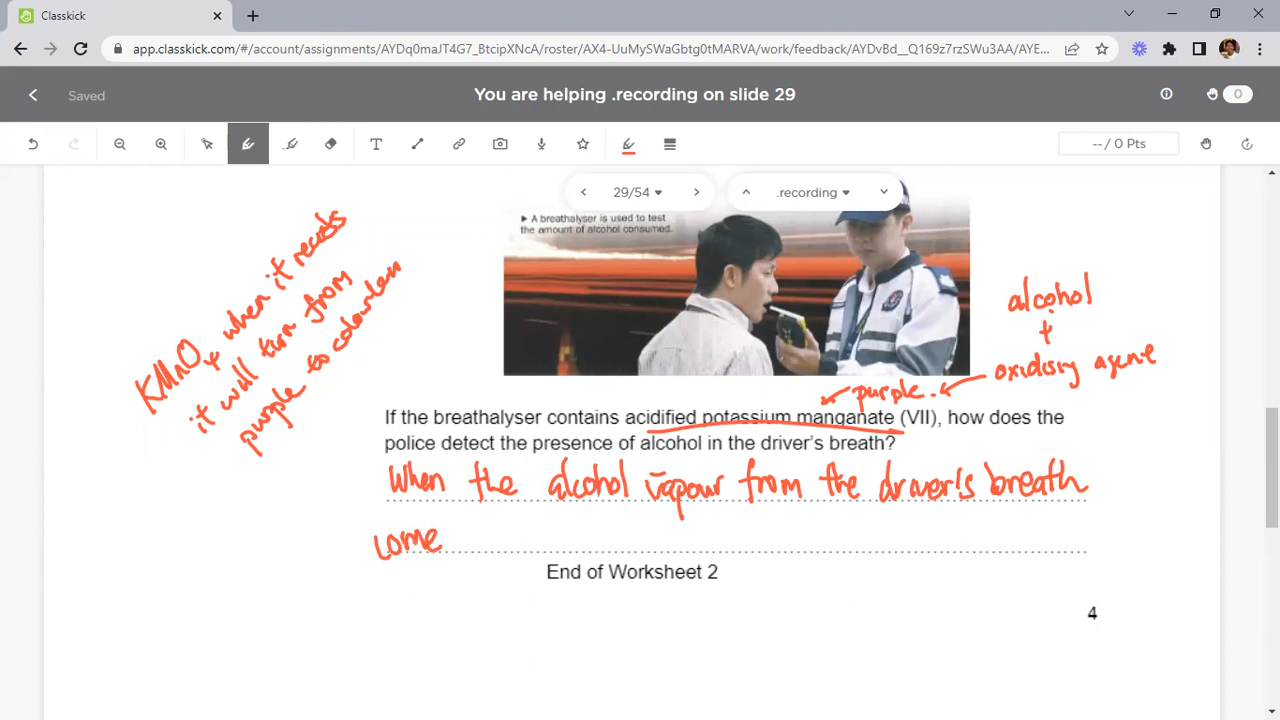 Classkick
app.classkick.com/#/account/assignments/AYDq0maJT4G7_BtcipXNcA/roster/AX4-UuMySWaGbtg0tMARVA/work/feedback/AYDvBd__Q169z7rzSWu3AA/AYE...
Saved
You are helping .recording on slide 29
0
T
-- / 0 Pts
29/54
.recording
► A breathalyser is used to test
the amount of alcohol consumed.
KMnO4 when it reacts
it will turn from
purple to colourless
alcohol
+
oxidising agent
purple.
If the breathalyser contains acidified potassium manganate (VII), how does the
police detect the presence of alcohol in the driver's breath?
When the alcohol vapour from the driver's breath
come
End of Worksheet 2
4